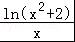 ln(x²+2)
x